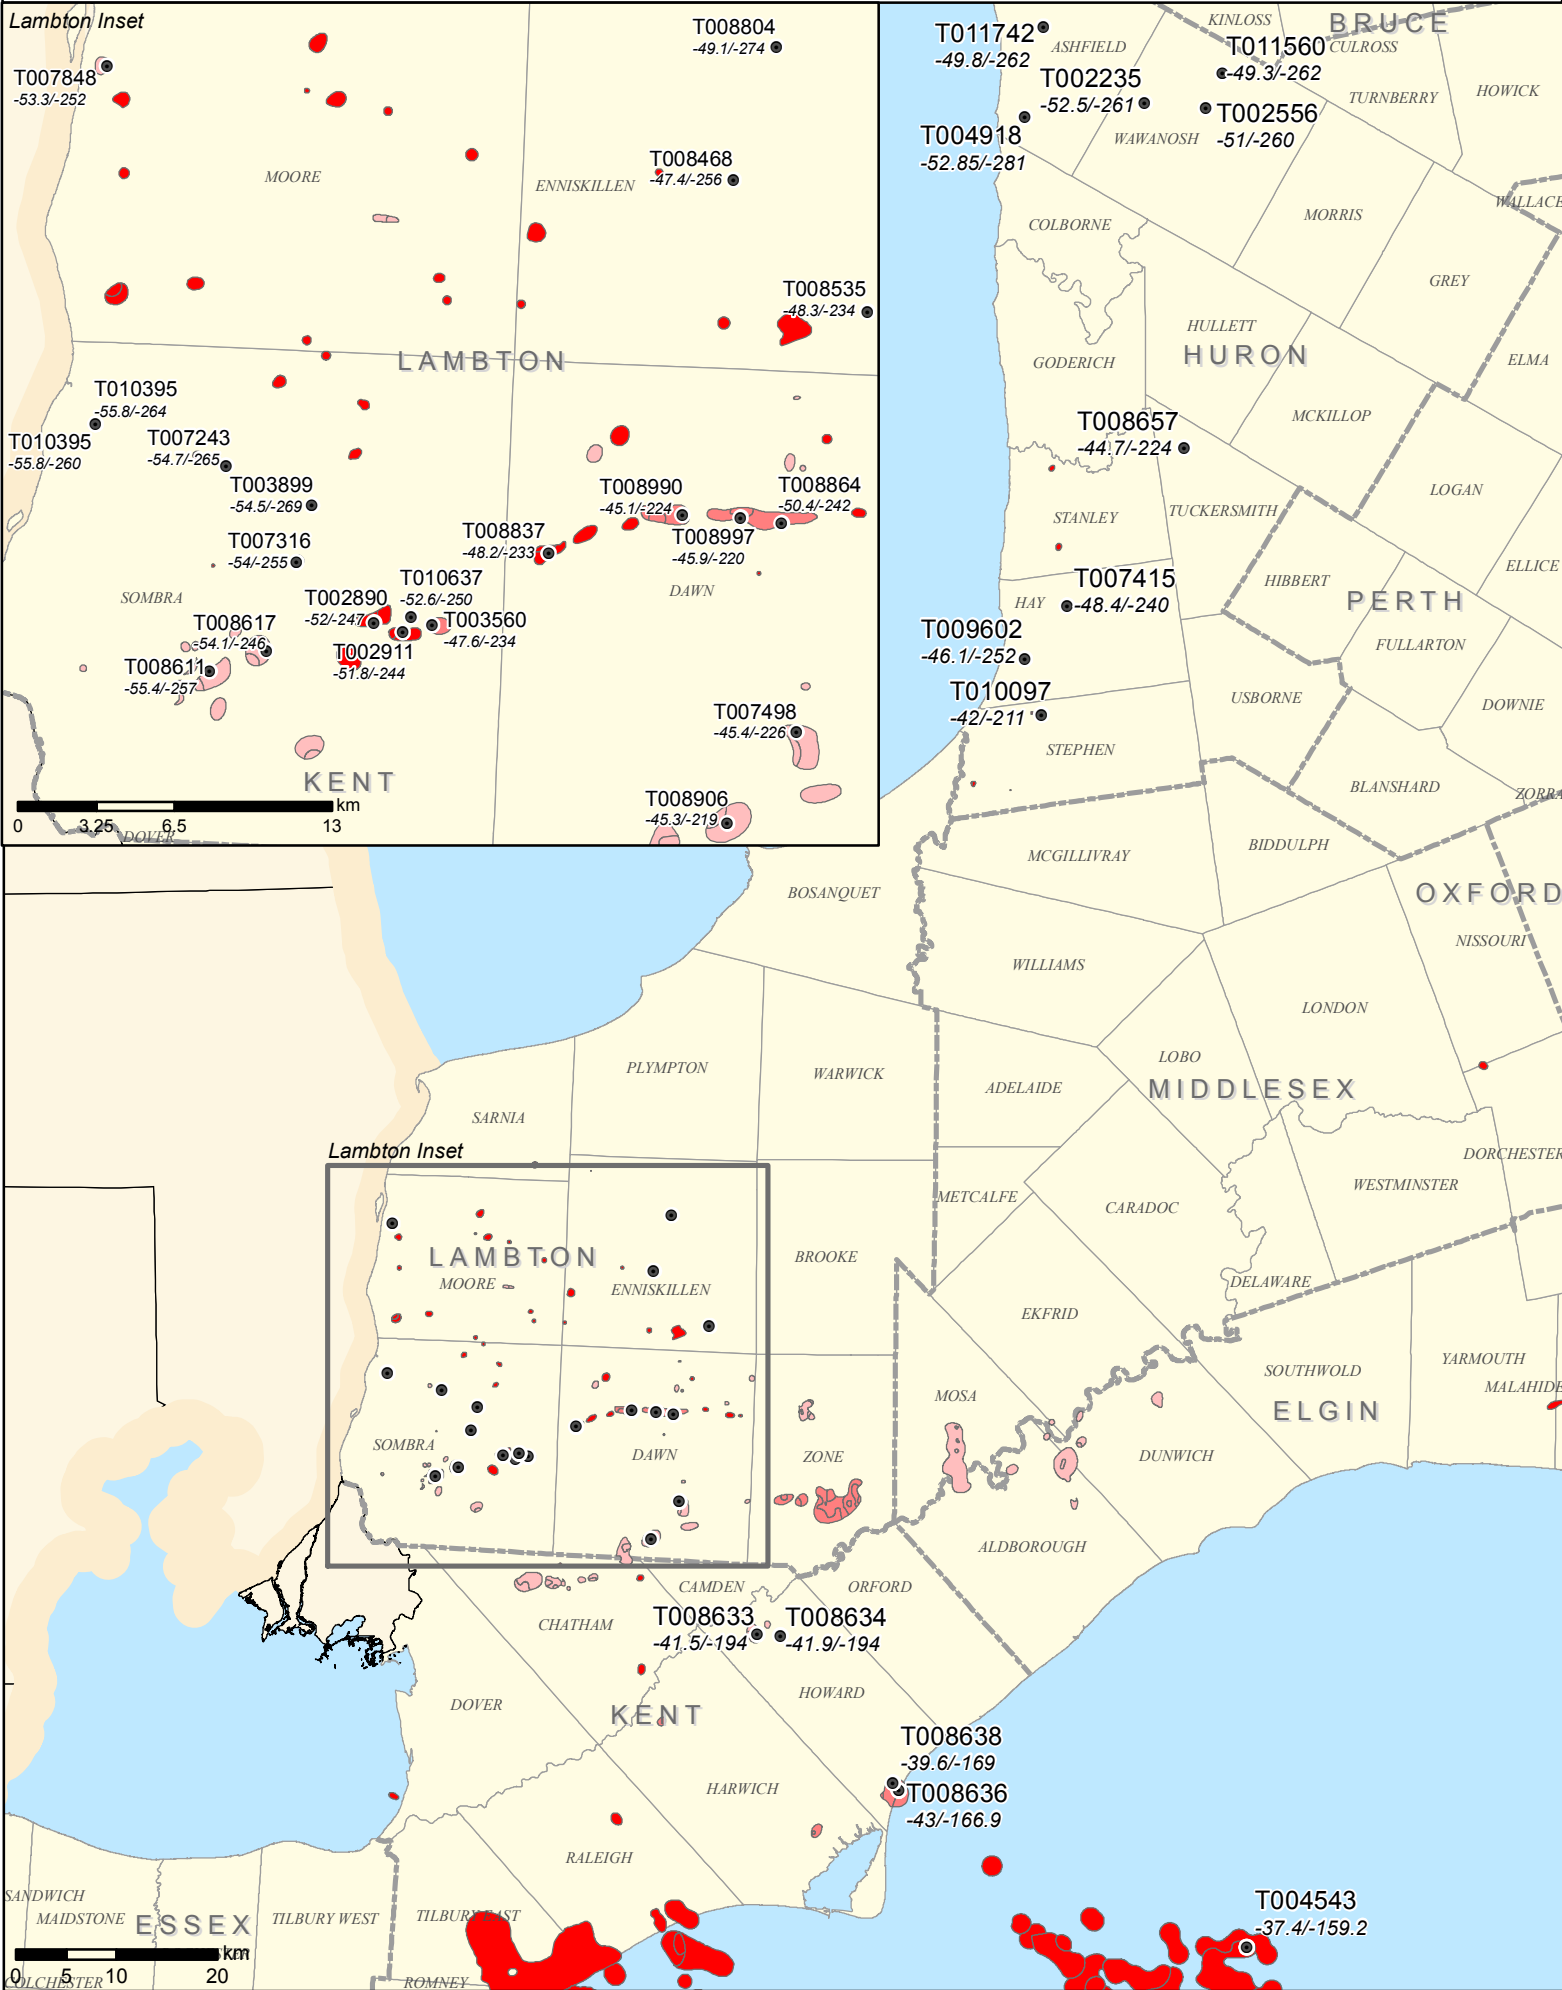 Lambton Inset
T008804
-49.1/-274
T007848
-53.3/-252
MOORE
T008468
-47.4/-256
ENNISKILLEN
T008535
-48.3/-234
LAMBTON
T010395
-55.8/-264
T010395
-55.8/-260
T007243
-54.7/-265
T003899
-54.5/-269
T008990
-45.1/-224
T008864
-50.4/-242
T008837
-48.2/-233
T008997
-45.9/-220
T007316
-54/-255
T010637
-52.6/-250
DAWN
SOMBRA
T002890
-52/-247
T003560
-47.6/-234
T008617
-54.1/-246
T002911
-51.8/-244
T008611
-55.4/-257
T007498
-45.4/-226
KENT
T008906
-45.3/-219
km
0 3.25 6.5 13
DOVER
KINLOSS
BRUCE
T011742
-49.8/-262
ASHFIELD
T011560
-49.3/-262
CULROSS
T002235
-52.5/-261
TURNBERRY
HOWICK
T002556
-51/-260
T004918
-52.85/-281
WAWANOSH
WALLACE
COLBORNE
MORRIS
GREY
HULLETT
HURON
GODERICH
ELMA
MCKILLOP
T008657
-44.7/-224
LOGAN
STANLEY
TUCKERSMITH
T007415
-48.4/-240
HAY
HIBBERT
ELLICE
PERTH
T009602
-46.1/-252
FULLARTON
T010097
-42/-211
USBORNE
DOWNIE
STEPHEN
BLANSHARD
ZORRA
MCGILLIVRAY
BIDDULPH
BOSANQUET
OXFORD
NISSOURI
WILLIAMS
LONDON
PLYMPTON
WARWICK
LOBO
ADELAIDE
MIDDLESEX
SARNIA
Lambton Inset
DORCHESTER
METCALFE
CARADOC
WESTMINSTER
LAMBTON
MOORE
ENNISKILLEN
BROOKE
DELAWARE
EKFRID
SOUTHWOLD
YARMOUTH
MALAHIDE
MOSA
ELGIN
SOMBRA
DAWN
ZONE
DUNWICH
ALDBOROUGH
CAMDEN
ORFORD
CHATHAM
T008633
-41.5/-194
T008634
-41.9/-194
DOVER
HOWARD
KENT
T008638
-39.6/-169
HARWICH
T008636
-43/-166.9
RALEIGH
SANDWICH
MAIDSTONE
ESSEX
TILBURY WEST
TILBURY EAST
T004543
-37.4/-159.2
km
0 5 10 20
COLCHESTER
ROMNEY